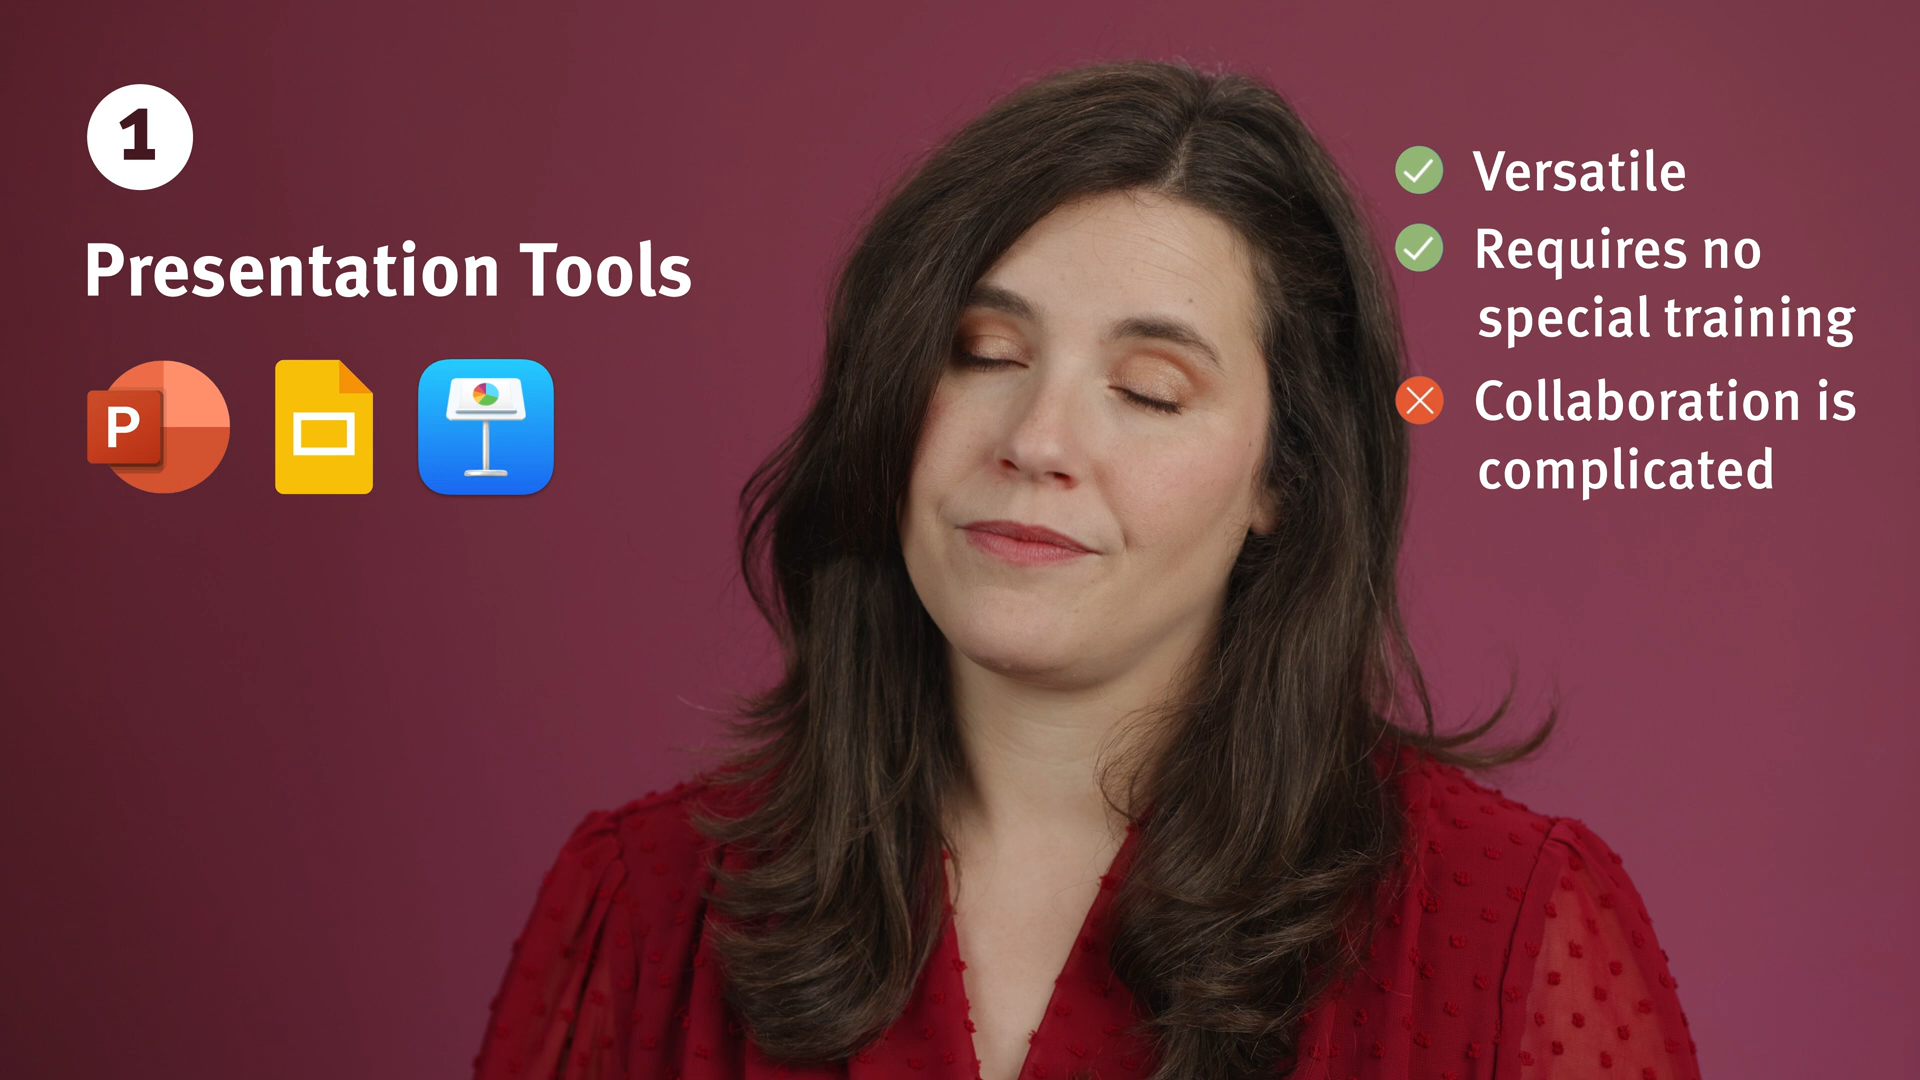 1
Presentation Tools
P
Versatile
Requires no
special training
Collaboration is
complicated